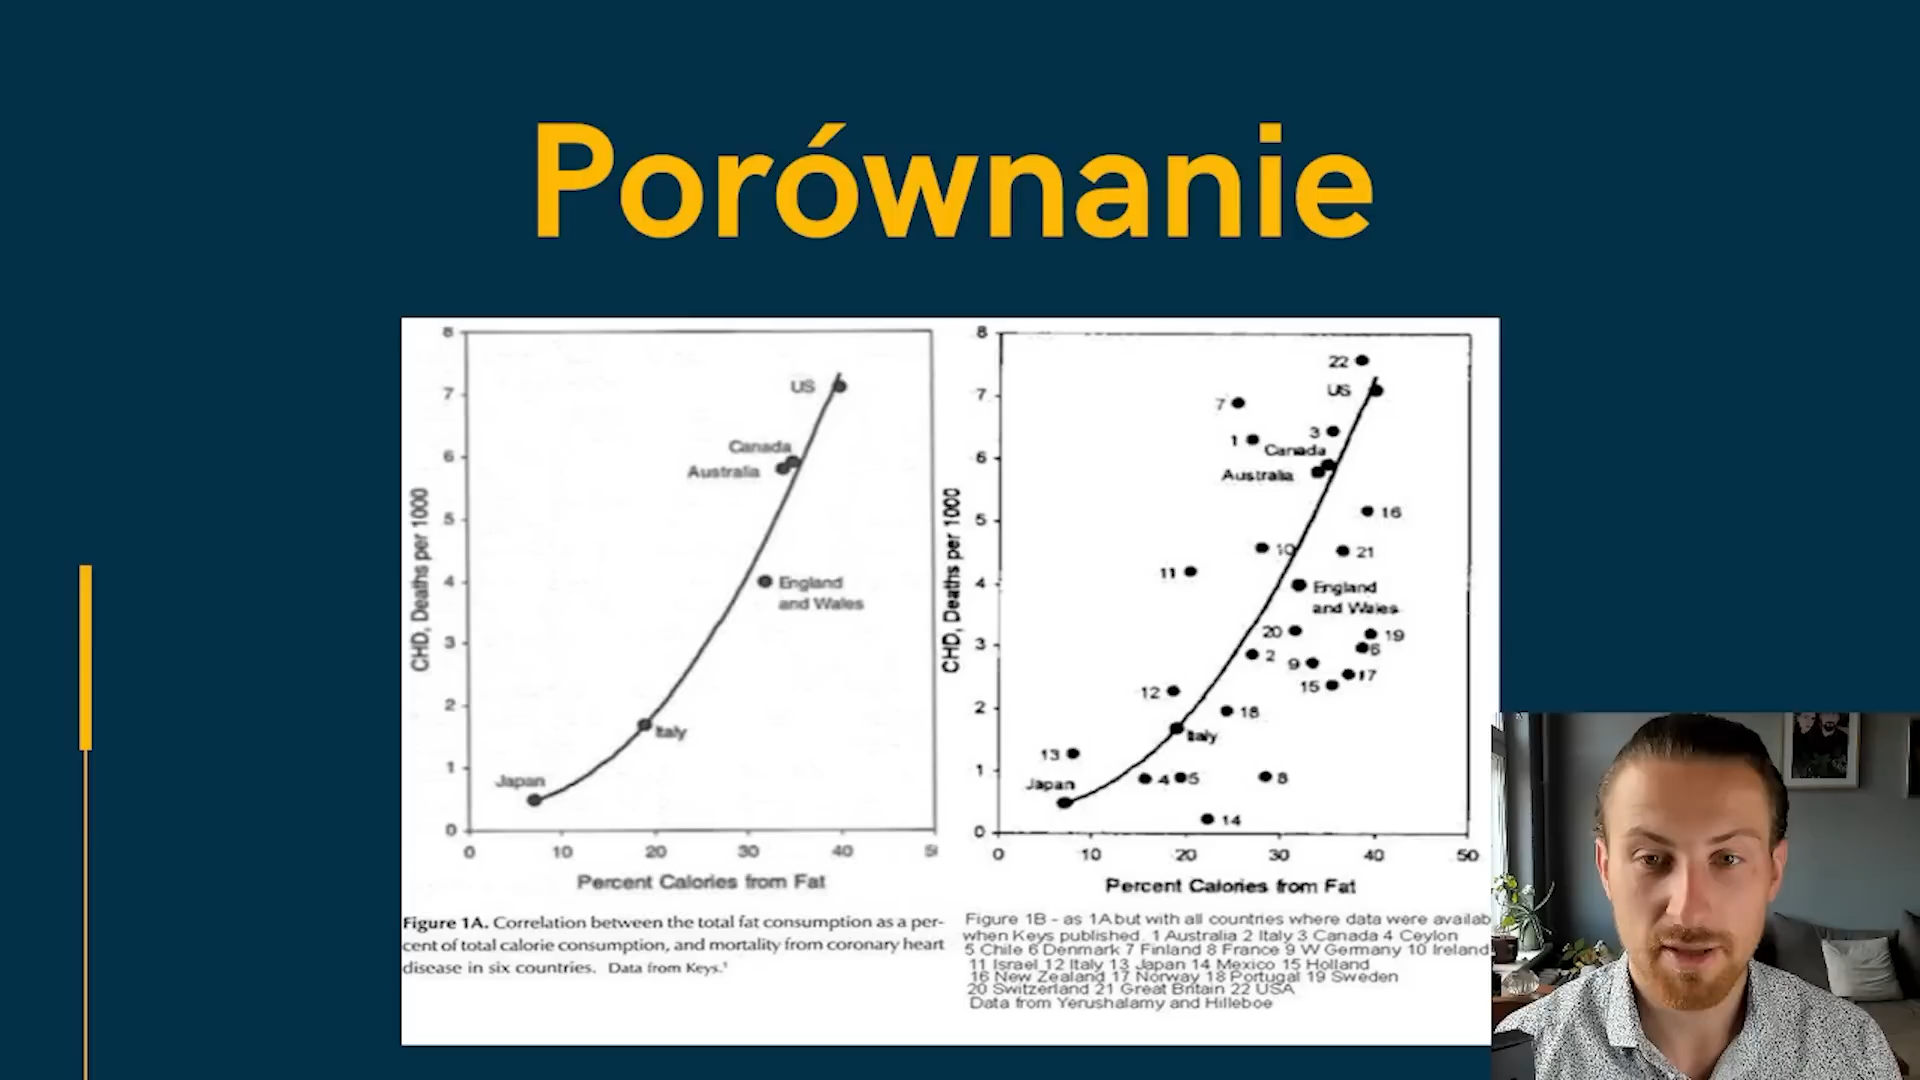 Porównanie
8
7
6
5
4
3
2
1
0
CHD, Deaths per 1000
US
Canada
Australia
England
and Wales
Italy
Japan
0 10 20 30 40
Percent Calories from Fat
Figure 1A. Correlation between the total fat consumption as a per-
cent of total calorie consumption, and mortality from coronary heart
disease in six countries. Data from Keys.¹
8
7
6
5
4
3
2
1
0
CHD, Deaths per 1000
22
US
7
1
3
Canada
Australia
16
10
21
11
England
and Wales
20
19
2
6
9
17
15
12
18
Italy
13
Japan
4
5
8
14
0 10 20 30 40 50
Percent Calories from Fat
Figure 1B - as 1A but with all countries where data were availab
when Keys published. 1 Australia 2 Italy 3 Canada 4 Ceylon
5 Chile 6 Denmark 7 Finland 8 France 9 W Germany 10 Ireland
11 Israel 12 Italy 13 Japan 14 Mexico 15 Holland
16 New Zealand 17 Norway 18 Portugal 19 Sweden
20 Switzerland 21 Great Britain 22 USA
Data from Yerushalamy and Hilleboe